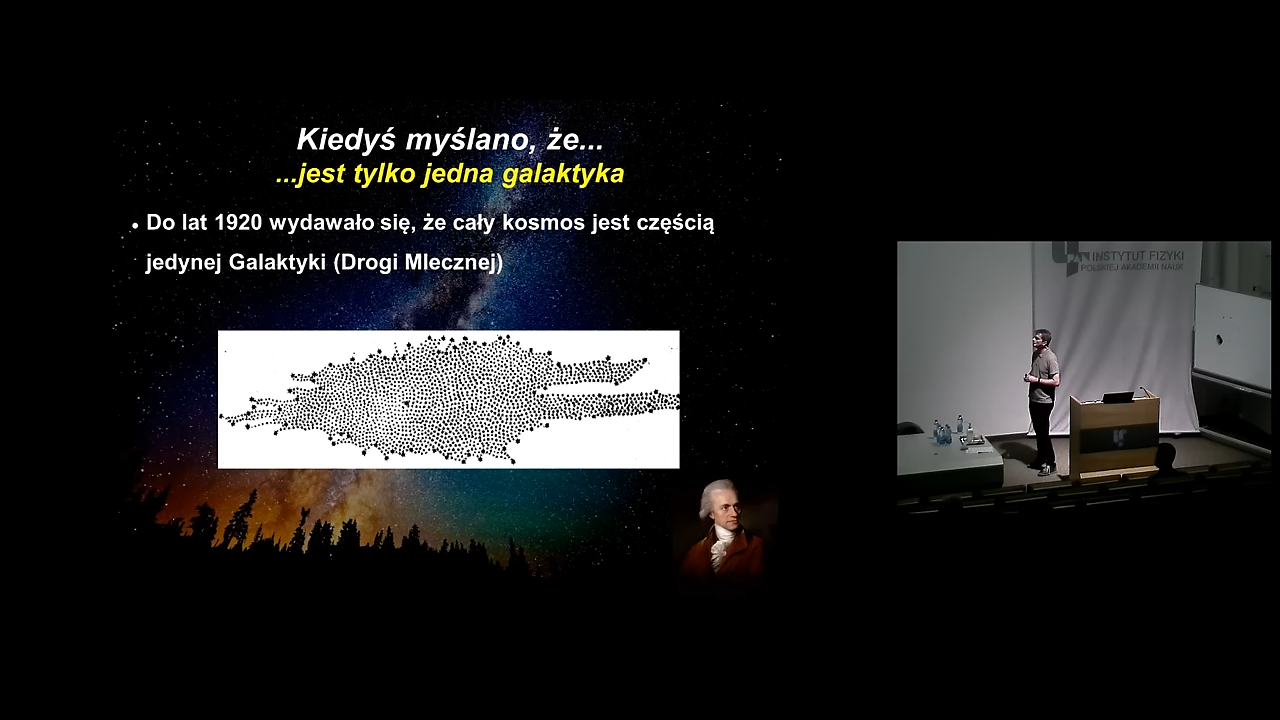 Kiedyś myślano, że...
...jest tylko jedna galaktyka
Do lat 1920 wydawało się, że cały kosmos jest częścią
jedynej Galaktyki (Drogi Mlecznej)
INSTYTUT FIZYKI
POLSKIEJ AKADEMII NAUK